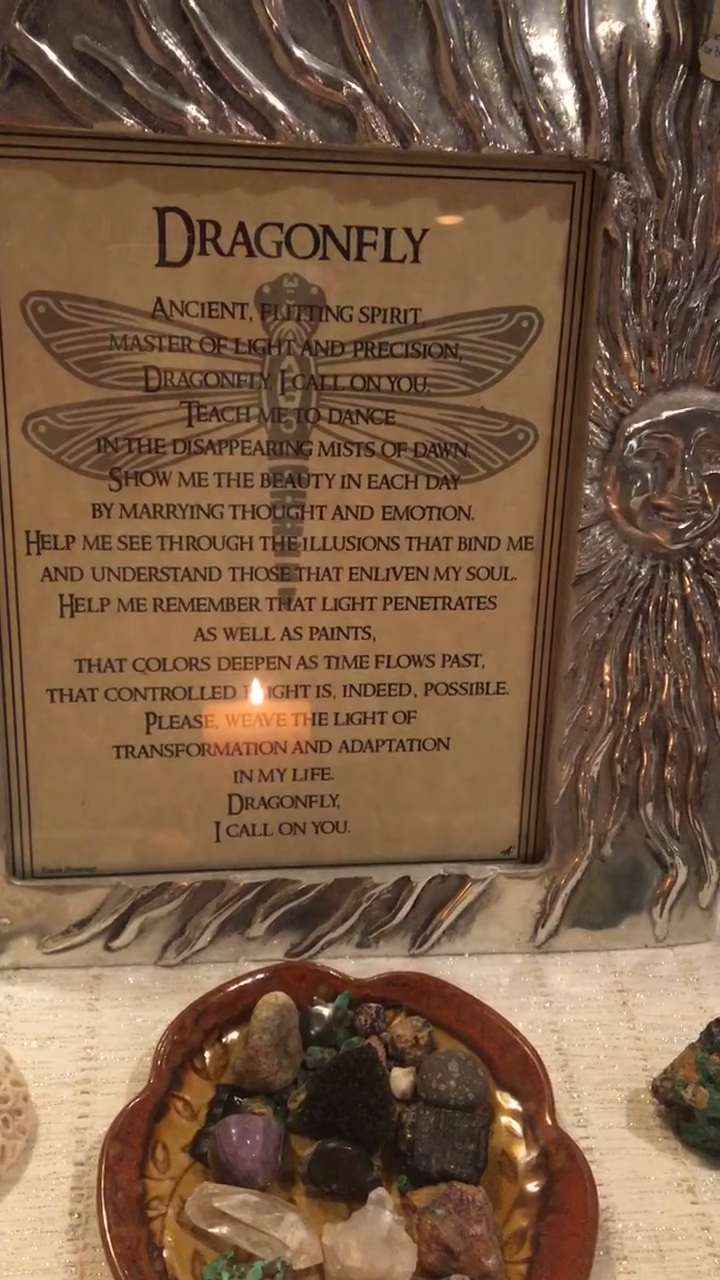 DRAGONFLY
ANCIENT, FLITTING SPIRIT,
MASTER OF LIGHT AND PRECISION,
DRAGONFLY, I CALL ON YOU.
TEACH ME TO DANCE
IN THE DISAPPEARING MISTS OF DAWN.
SHOW ME THE BEAUTY IN EACH DAY
BY MARRYING THOUGHT AND EMOTION.
HELP ME SEE THROUGH THE ILLUSIONS THAT BIND ME
AND UNDERSTAND THOSE THAT ENLIVEN MY SOUL.
HELP ME REMEMBER THAT LIGHT PENETRATES
AS WELL AS PAINTS,
THAT COLORS DEEPEN AS TIME FLOWS PAST,
THAT CONTROLLED FLIGHT IS, INDEED, POSSIBLE.
PLEASE, WEAVE THE LIGHT OF
TRANSFORMATION AND ADAPTATION
IN MY LIFE.
DRAGONFLY,
I CALL ON YOU.